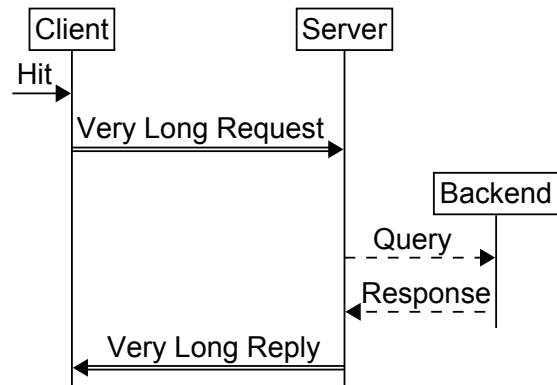 Client
Server
Hit
Very Long Request
Backend
Query
Response
Very Long Reply